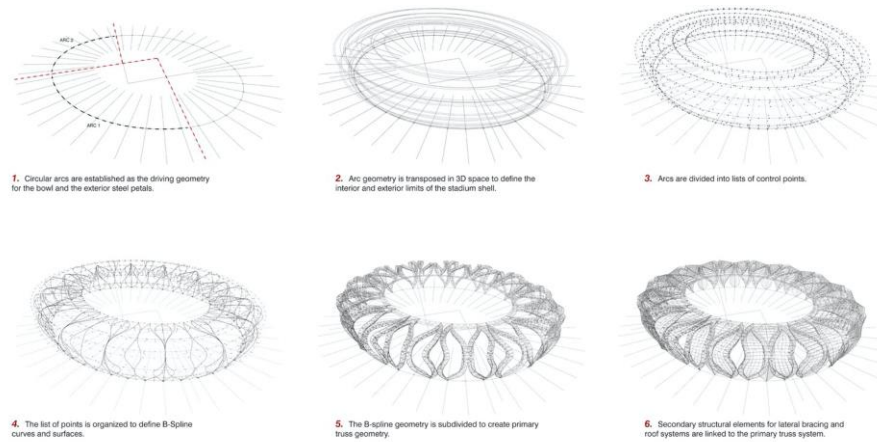 ARC 2
ARC 1
1. Circular arcs are established as the driving geometry
for the bowl and the exterior steel petals.
2. Arc geometry is transposed in 3D space to define the
interior and exterior limits of the stadium shell.
3. Arcs are divided into lists of control points.
4. The list of points is organized to define B-Spline
curves and surfaces.
5. The B-spline geometry is subdivided to create primary
truss geometry.
6. Secondary structural elements for lateral bracing and
roof systems are linked to the primary truss system.